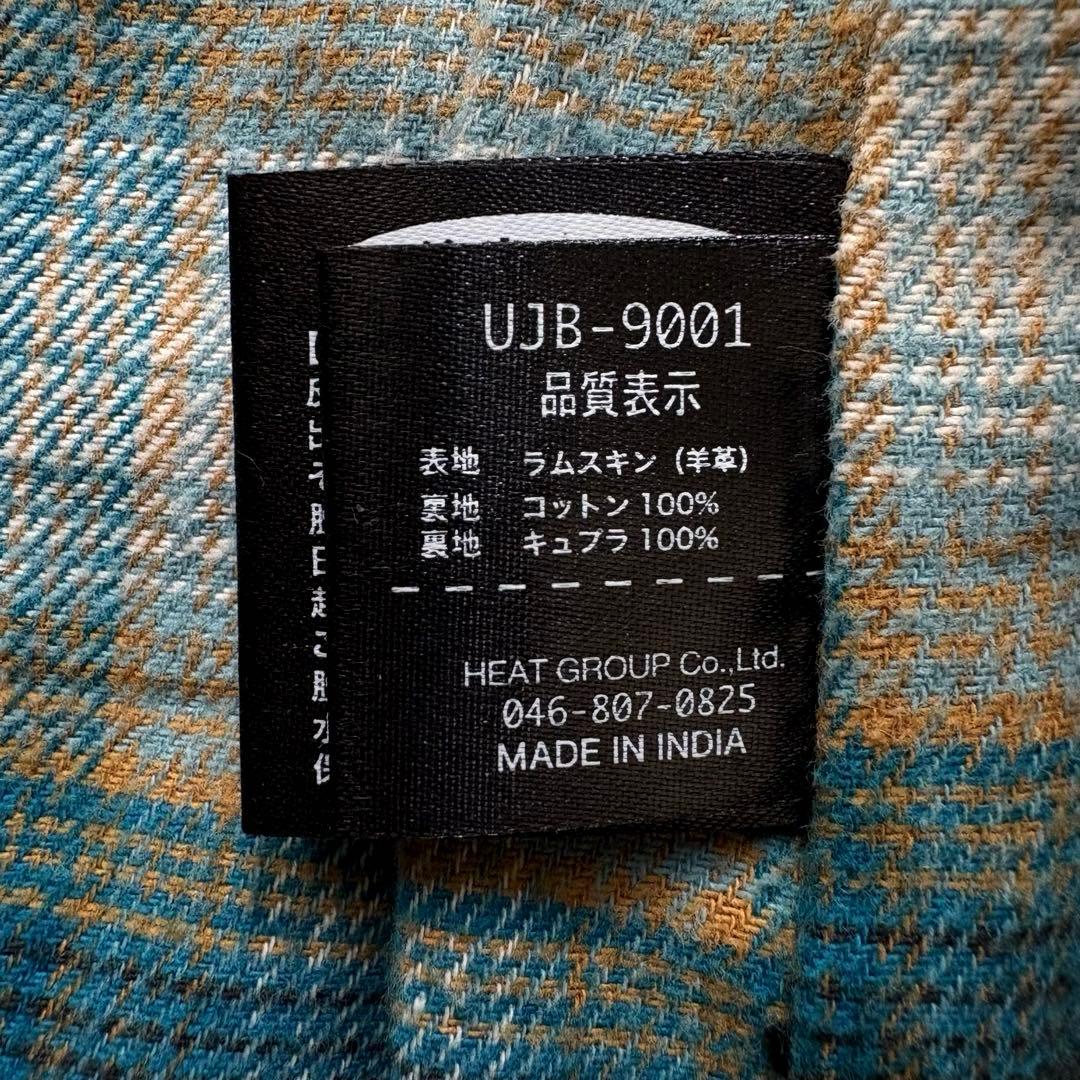 UJB-9001
品質表示
表地 ラムスキン (羊革)
裏地 コットン 100%
裏地 キュプラ 100%
HEAT GROUP Co.,Ltd.
046-807-0825
MADE IN INDIA